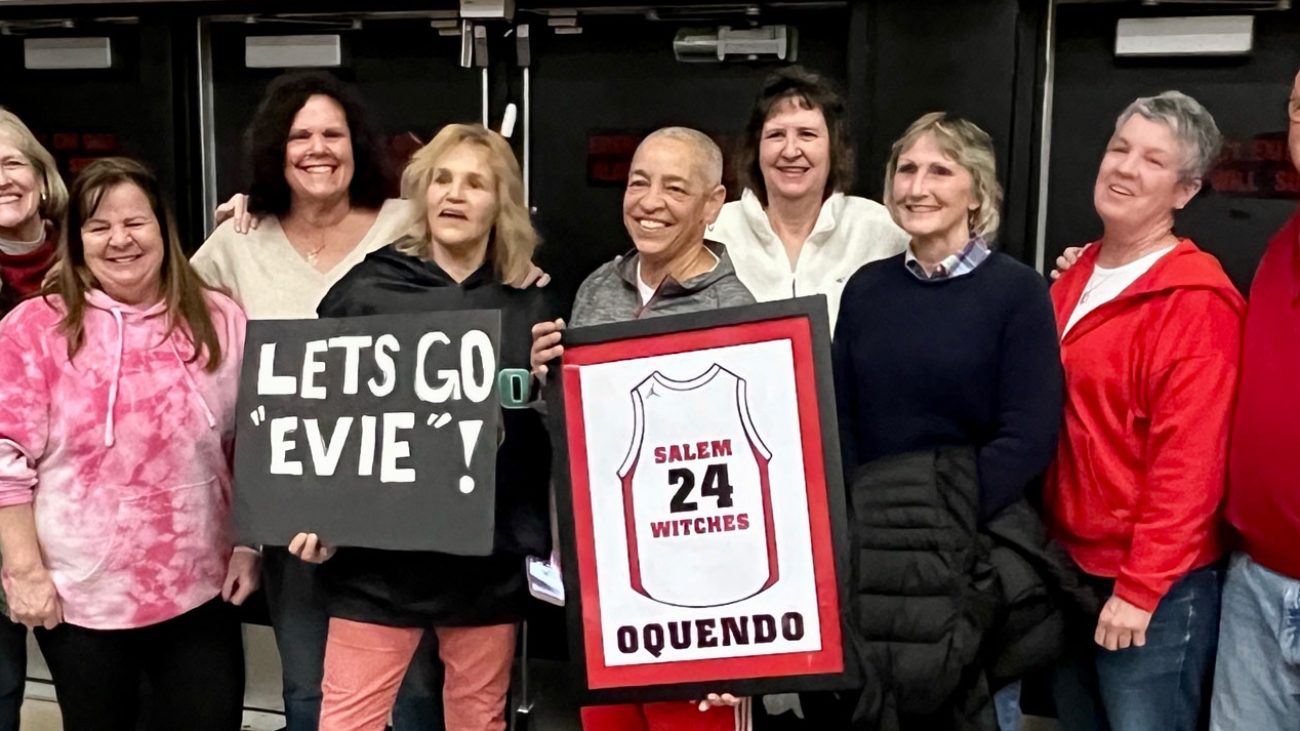 LETS GO
"EVIE"!
SALEM
24
WITCHES
OQUENDO